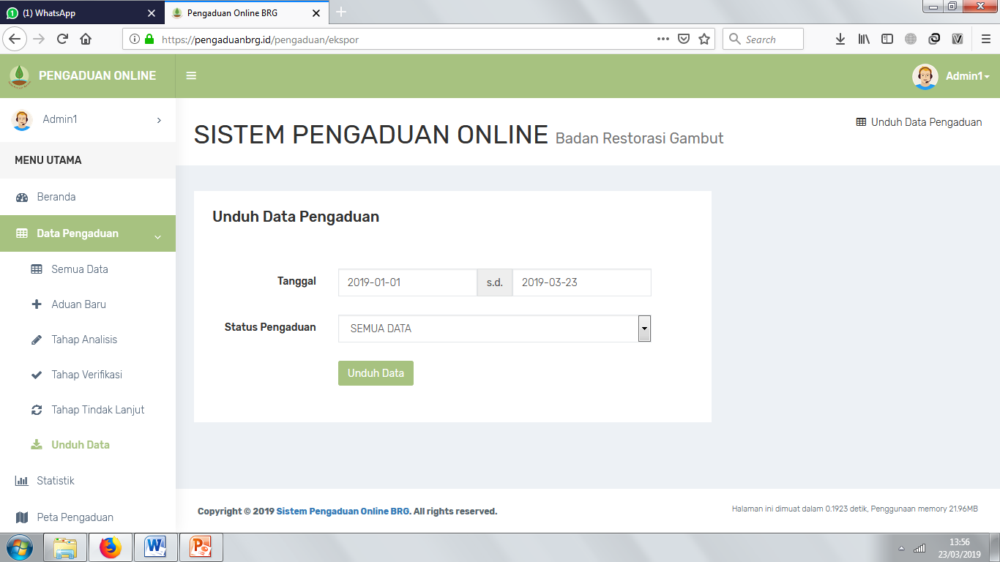 (1) WhatsApp
Pengaduan Online BRG
https://pengaduanbrg.id/pengaduan/ekspor
Search
PENGADUAN ONLINE
Admin1
Admin1
SISTEM PENGADUAN ONLINE Badan Restorasi Gambut
Unduh Data Pengaduan
MENU UTAMA
Beranda
Data Pengaduan
Semua Data
Aduan Baru
Tahap Analisis
Tahap Verifikasi
Tahap Tindak Lanjut
Unduh Data
Statistik
Peta Pengaduan
Unduh Data Pengaduan
Tanggal 2019-01-01 s.d. 2019-03-23
Status Pengaduan SEMUA DATA
Unduh Data
Copyright © 2019 Sistem Pengaduan Online BRG. All rights reserved.
Halaman ini dimuat dalam 0.1923 detik, Penggunaan memory 21.96MB
13:56
23/03/2019